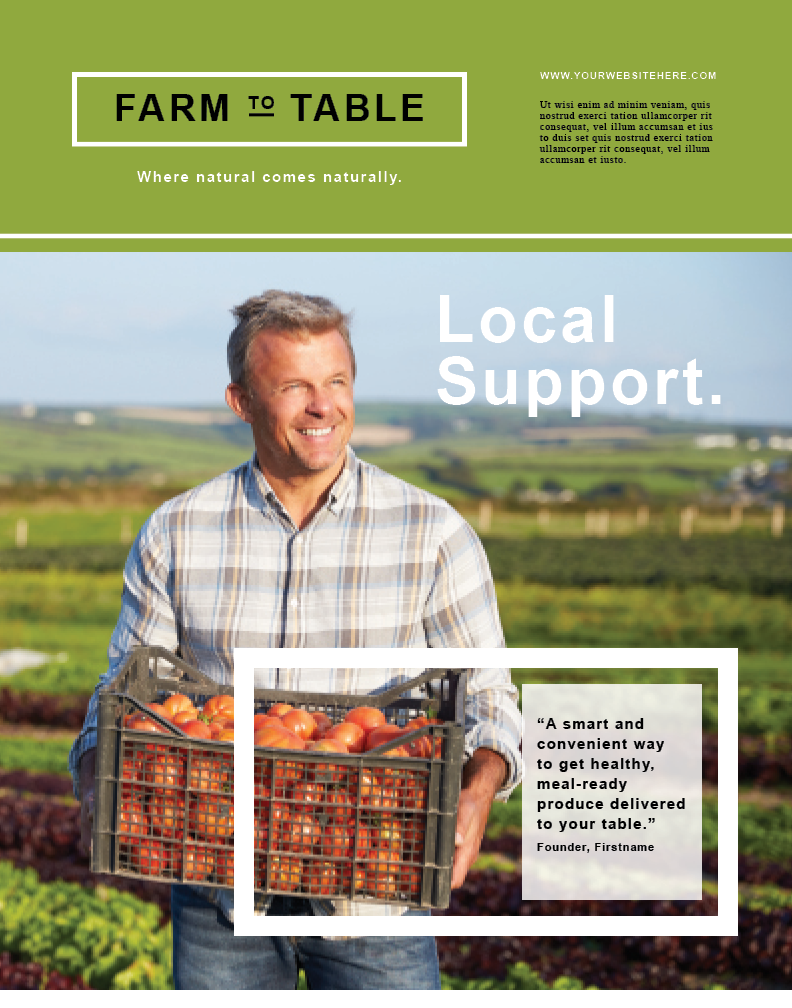 FARM TO TABLE
Where natural comes naturally.
WWW.YOURWEBSITEHERE.COM
Ut wisi enim ad minim veniam, quis
nostrud exerci tation ullamcorper rit
consequat, vel illum accumsan et ius
to duis set quis nostrud exerci tation
ullamcorper rit consequat, vel illum
accumsan et iusto.
Local
Support.
“A smart and
convenient way
to get healthy,
meal-ready
produce delivered
to your table.”
Founder, Firstname